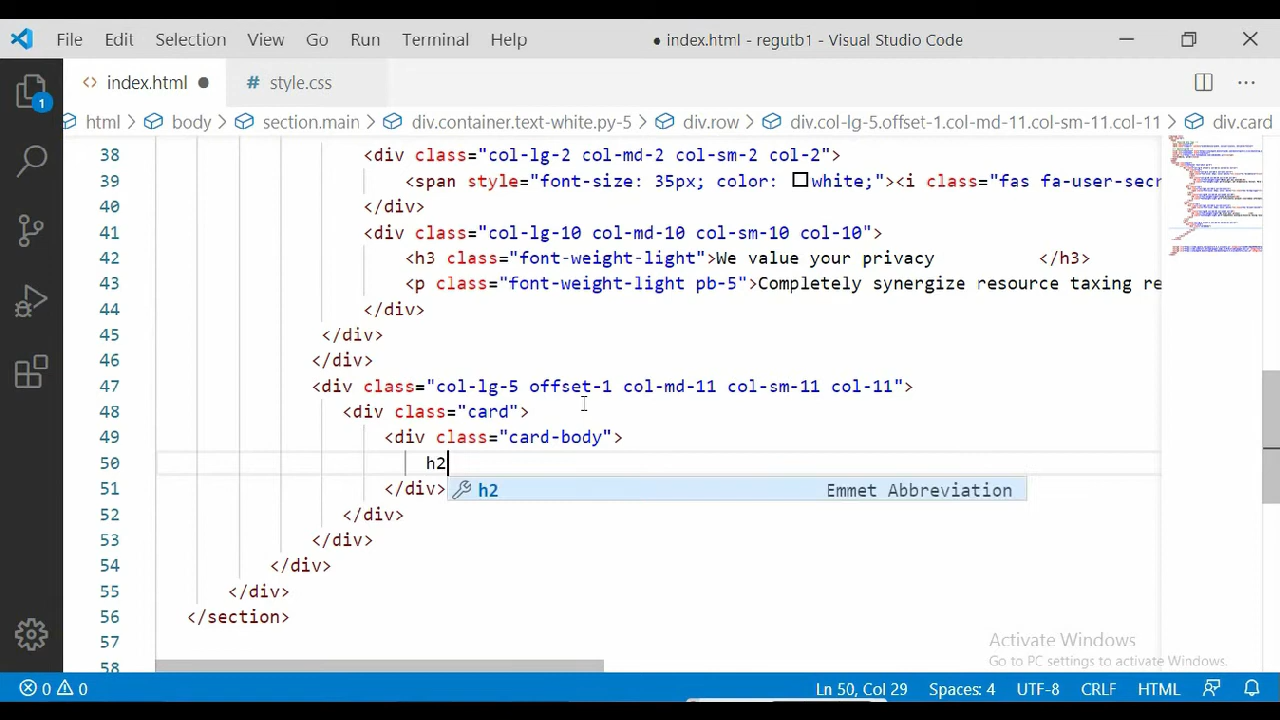 File Edit Selection View Go Run Terminal Help ● index.html - regutb1 - Visual Studio Code
<> index.html ● # style.css ...
1
html > body > section.main > div.container.text-white.py-5 > div.row > div.col-lg-5.offset-1.col-md-11.col-sm-11.col-11 > div.card
38 <div class="col-lg-2 col-md-2 col-sm-2 col-2">
39 <span style="font-size: 35px; color: white;"><i class="fas fa-user-secr
40 </div>
41 <div class="col-lg-10 col-md-10 col-sm-10 col-10">
42 <h3 class="font-weight-light">We value your privacy </h3>
43 <p class="font-weight-light pb-5">Completely synergize resource taxing re
44 </div>
45 </div>
46 </div>
47 <div class="col-lg-5 offset-1 col-md-11 col-sm-11 col-11">
48 <div class="card">
49 <div class="card-body">
50 h2
51 </div> h2 Emmet Abbreviation
52 </div>
53 </div>
54 </div>
55 </div>
56 </section>
57
58
Activate Windows
Go to PC settings to activate Windows.
0 0 Ln 50, Col 29 Spaces: 4 UTF-8 CRLF HTML